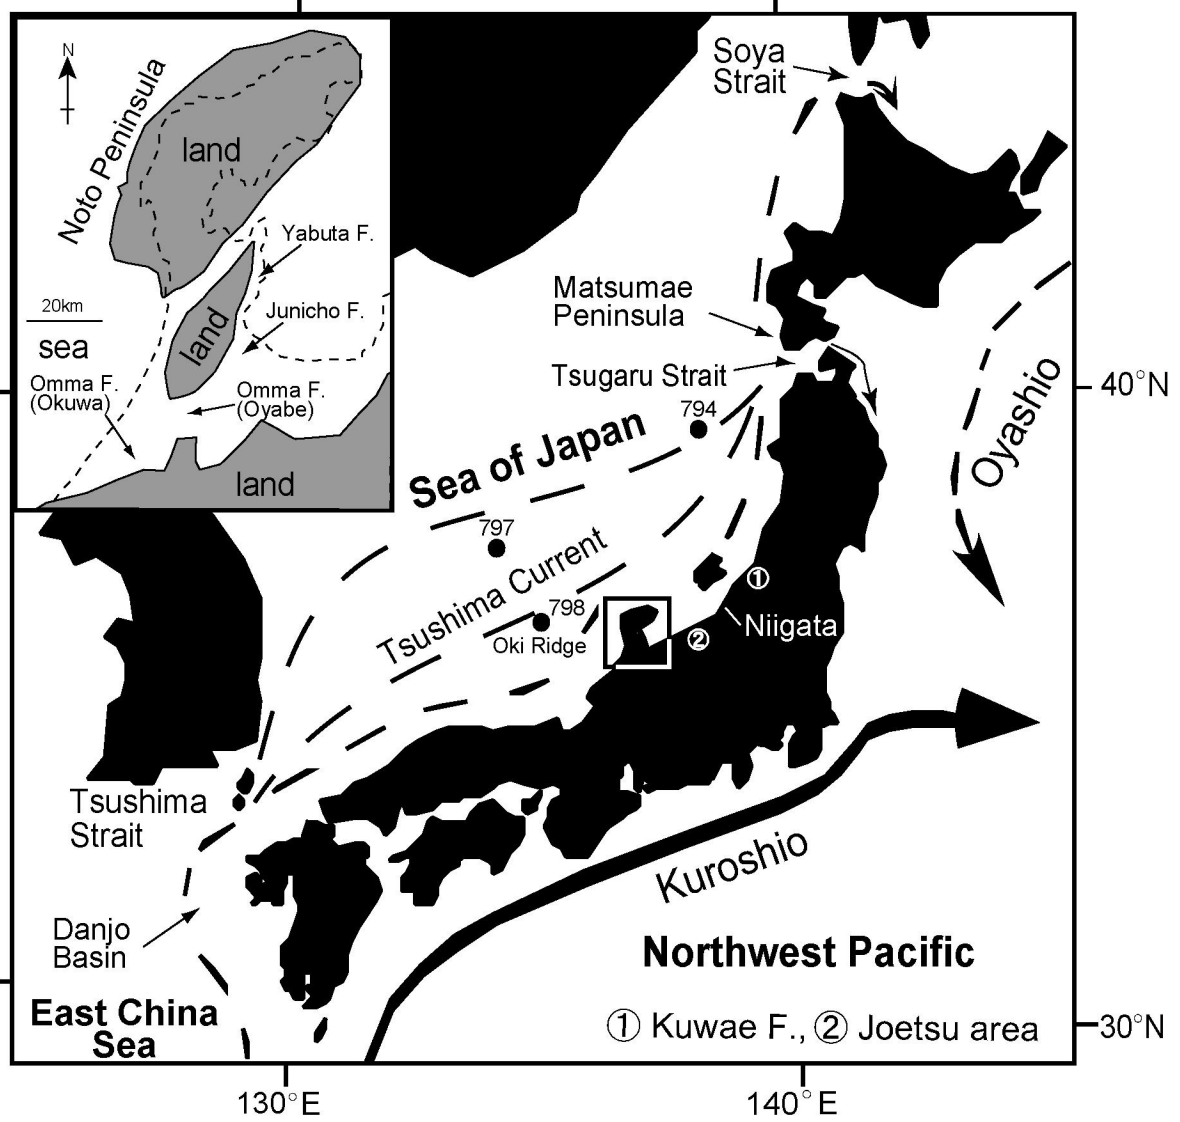 N
Noto Peninsula
land
Yabuta F.
20km
Junicho F.
land
sea
Omma F.
(Okuwa)
Omma F.
(Oyabe)
land
Soya
Strait
Matsumae
Peninsula
Tsugaru Strait
40°N
794
Oyashio
Sea of Japan
797
Tsushima Current
①
798
Niigata
Oki Ridge
②
Tsushima
Strait
Kuroshio
Danjo
Basin
Northwest Pacific
East China
Sea
① Kuwae F., ② Joetsu area
30°N
130°E
140°E